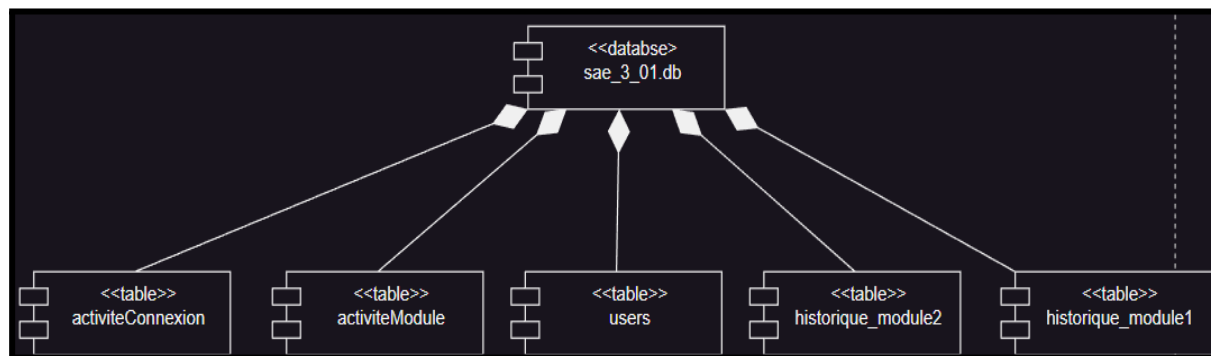 <<databse>
sae_3_01.db
<<table>>
activiteConnexion
<<table>>
activiteModule
<<table>>
users
<<table>>
historique_module2
<<table>>
historique_module1